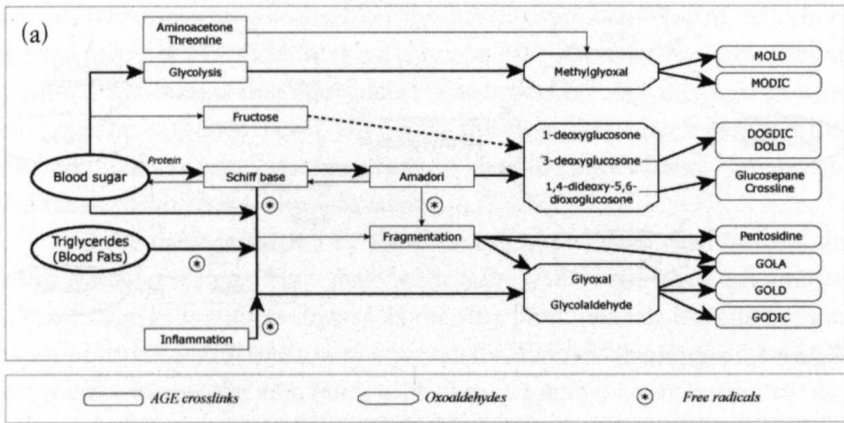 (a)
Aminoacetone
Threonine
Glycolysis
Methylglyoxal
MOLD
MODIC
Fructose
1-deoxyglucosone
3-deoxyglucosone
1,4-dideoxy-5,6-
dioxoglucosone
DOGDIC
DOLD
Glucosepane
Crossline
Blood sugar
Protein
Schiff base
Amadori
Triglycerides
(Blood Fats)
Fragmentation
Pentosidine
GOLA
Glyoxal
Glycolaldehyde
GOLD
GODIC
Inflammation
AGE crosslinks
Oxoaldehydes
Free radicals